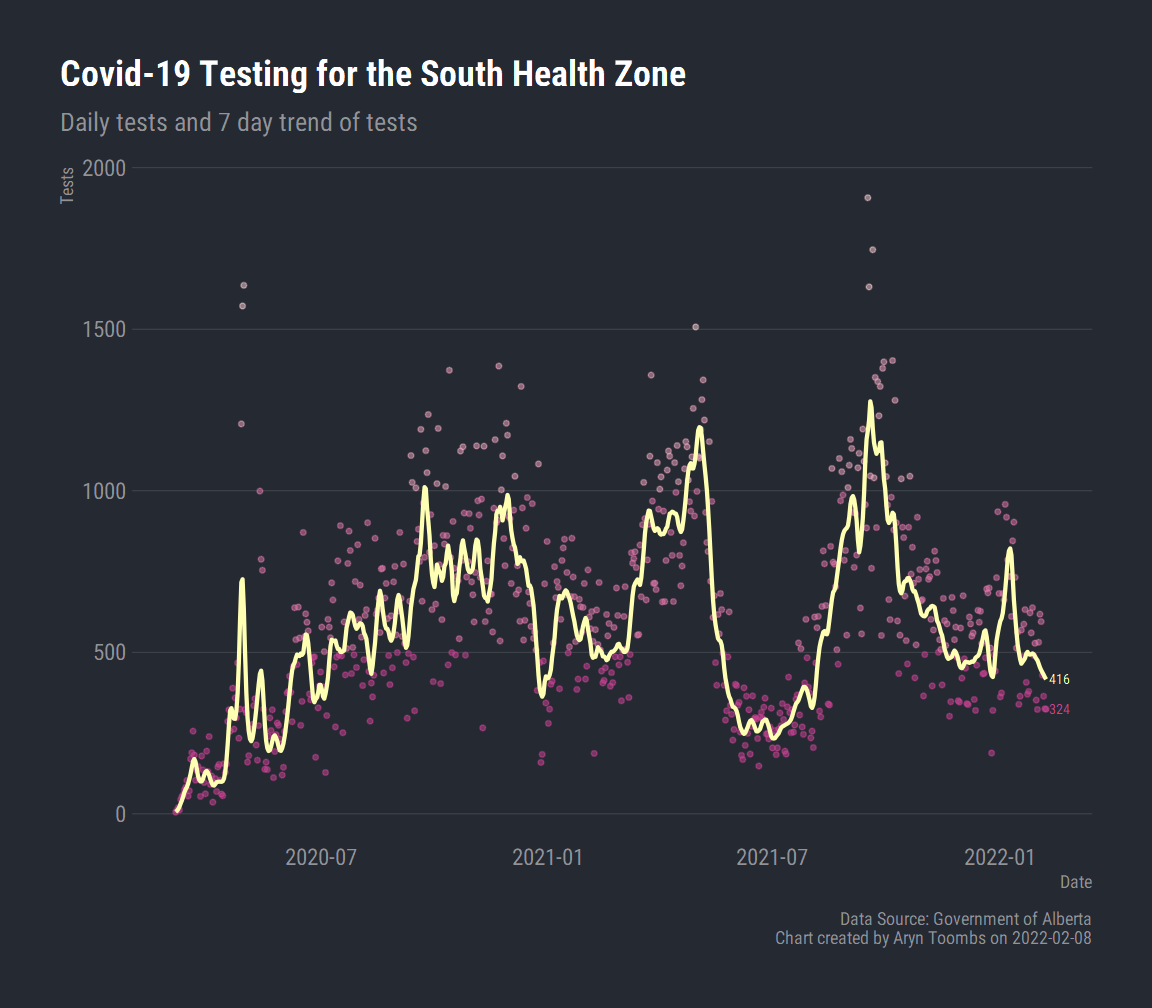 Covid-19 Testing for the South Health Zone
Daily tests and 7 day trend of tests
Tests
2000
1500
1000
500
0
416
324
2020-07
2021-01
2021-07
2022-01
Date
Data Source: Government of Alberta
Chart created by Aryn Toombs on 2022-02-08